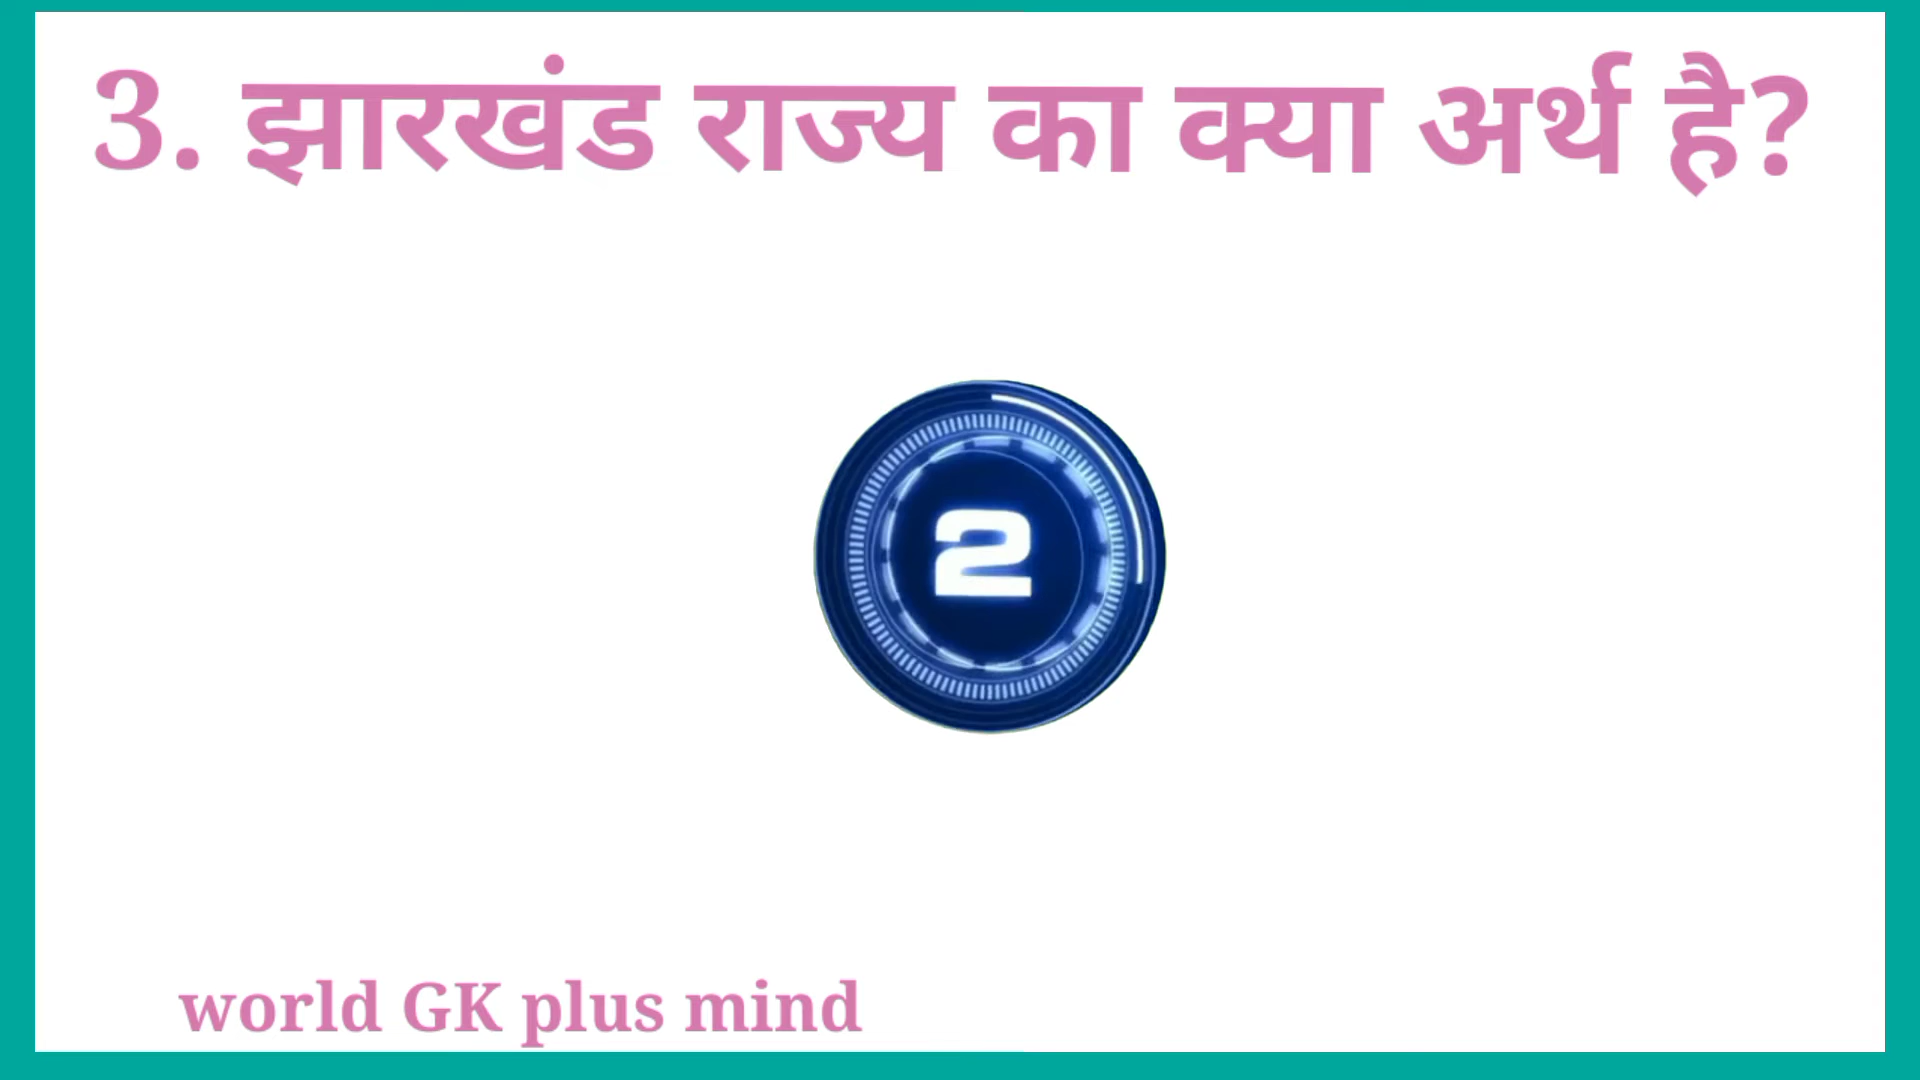 3. झारखंड राज्य का क्या अर्थ है?
2
world GK plus mind